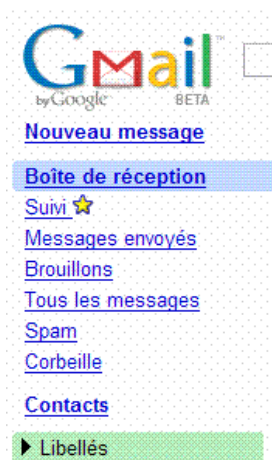 Gmail™
by Google BETA
Nouveau message
Boîte de réception
Suivi
Messages envoyés
Brouillons
Tous les messages
Spam
Corbeille
Contacts
Libellés